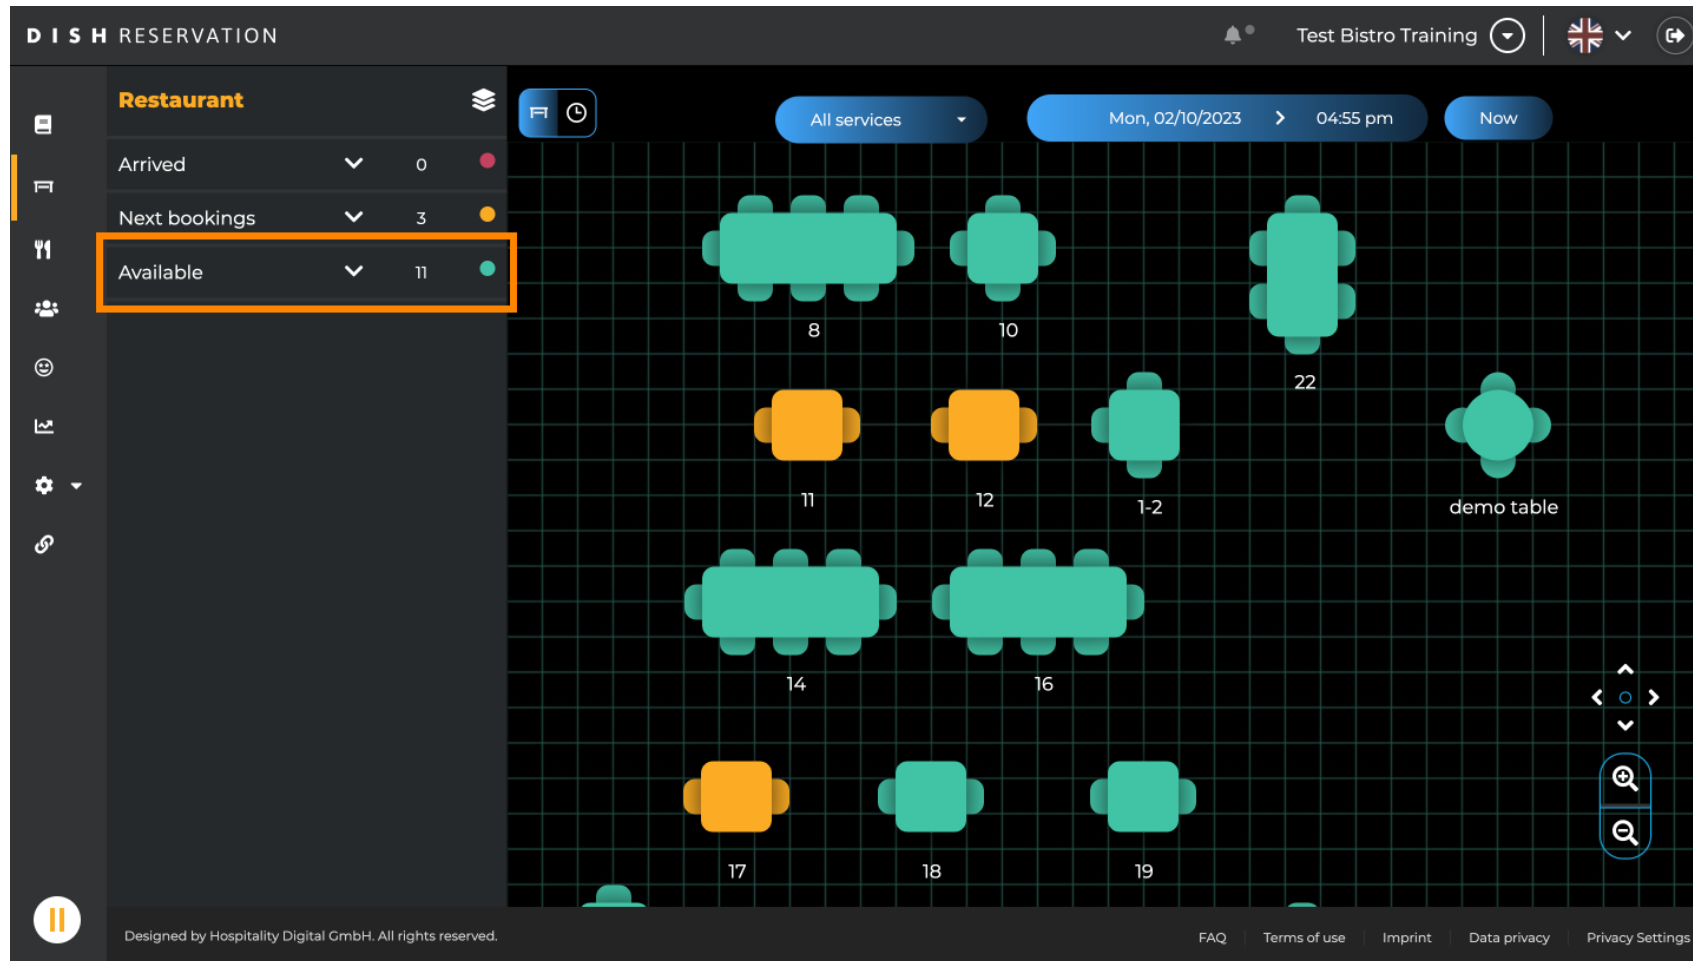 DISH RESERVATION
Test Bistro Training
Restaurant
All services
Mon, 02/10/2023
04:55 pm
Now
Arrived 0
Next bookings 3
Available 11
8
10
22
11
12
1-2
demo table
14
16
17
18
19
Designed by Hospitality Digital GmbH. All rights reserved.
FAQ
Terms of use
Imprint
Data privacy
Privacy Settings